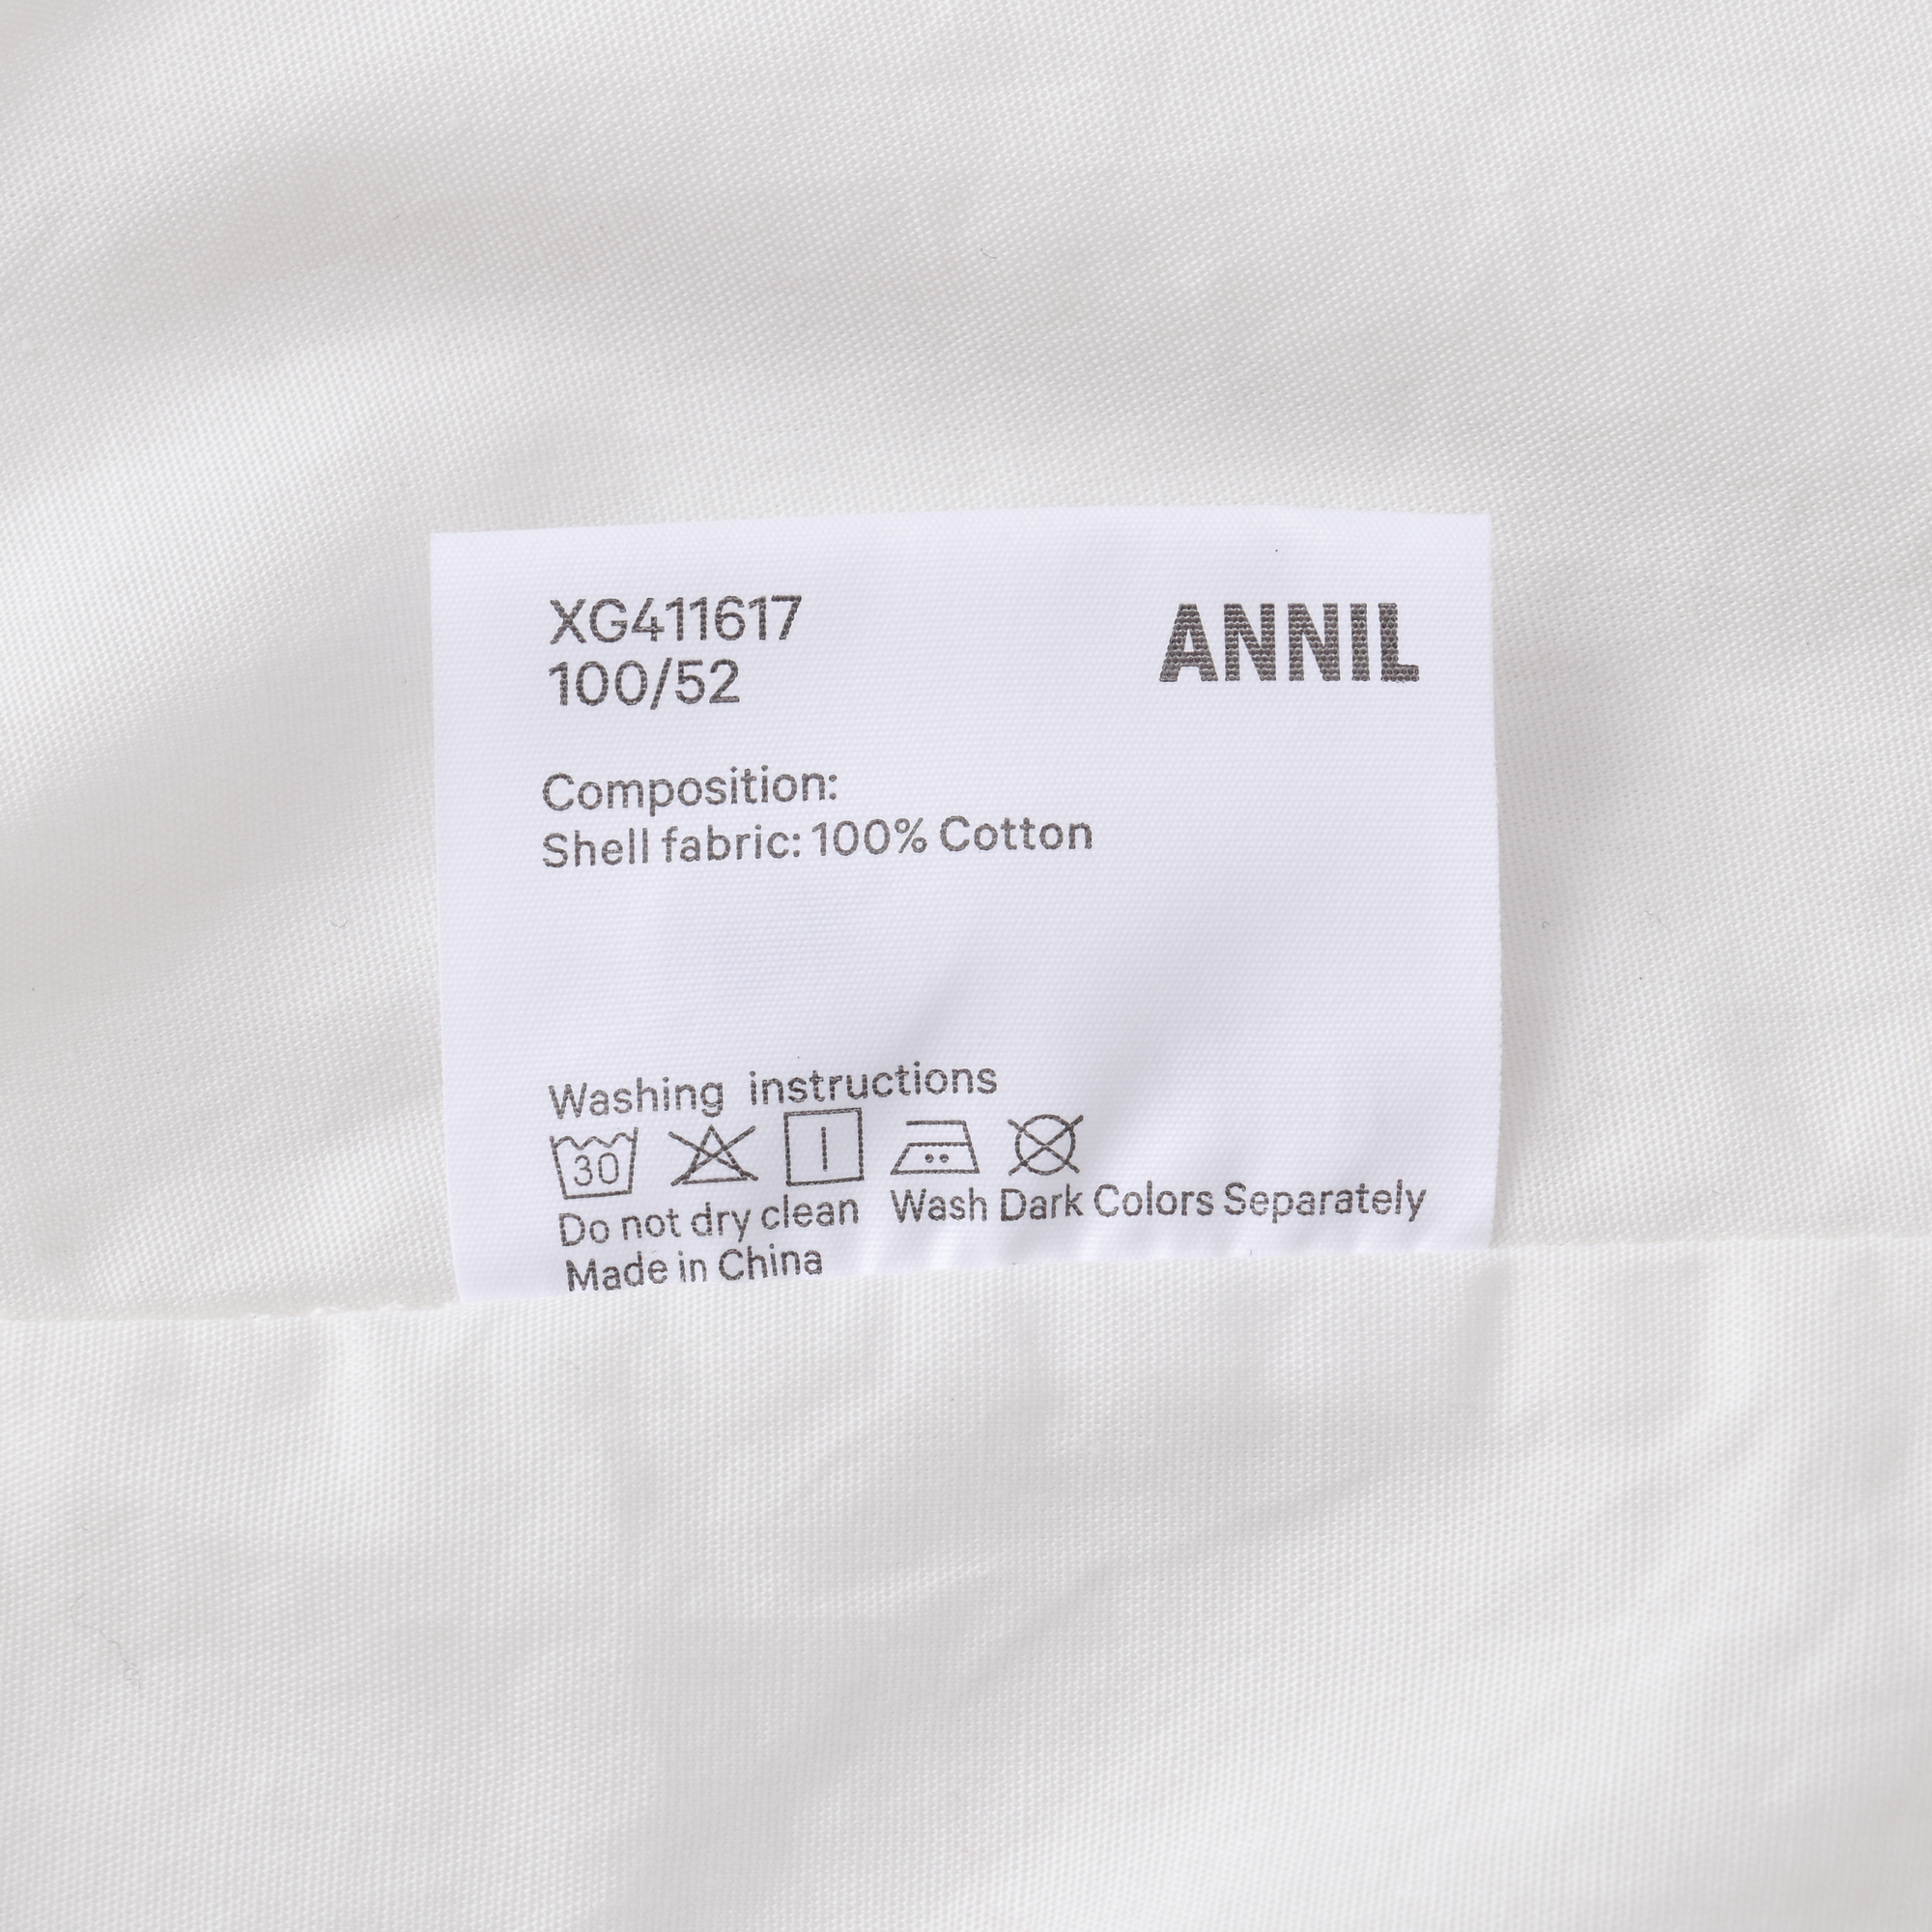 XG411617
100/52
ANNIL
Composition:
Shell fabric: 100% Cotton
Washing instructions
30
Do not dry clean Wash Dark Colors Separately
Made in China